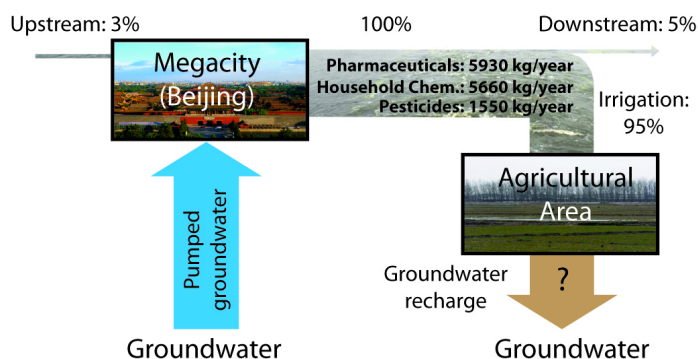 Upstream: 3%
100%
Downstream: 5%
Megacity
(Beijing)
Pharmaceuticals: 5930 kg/year
Household Chem.: 5660 kg/year
Pesticides: 1550 kg/year
Irrigation:
95%
Agricultural
Area
Pumped
groundwater
Groundwater
recharge
?
Groundwater
Groundwater